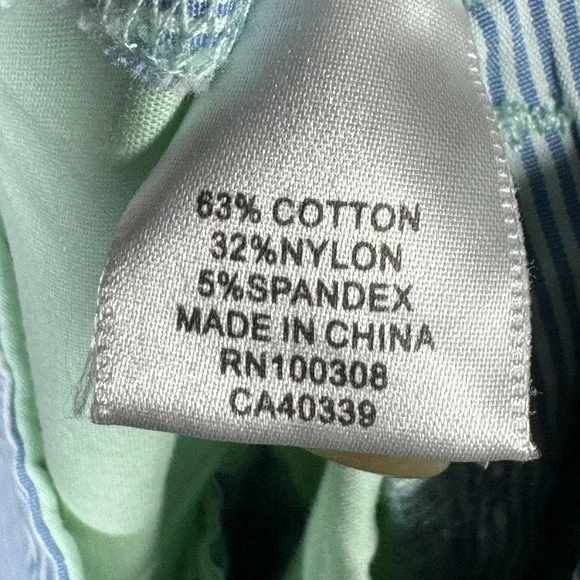 63% COTTON
32%NYLON
5%SPANDEX
MADE IN CHINA
RN100308
CA40339